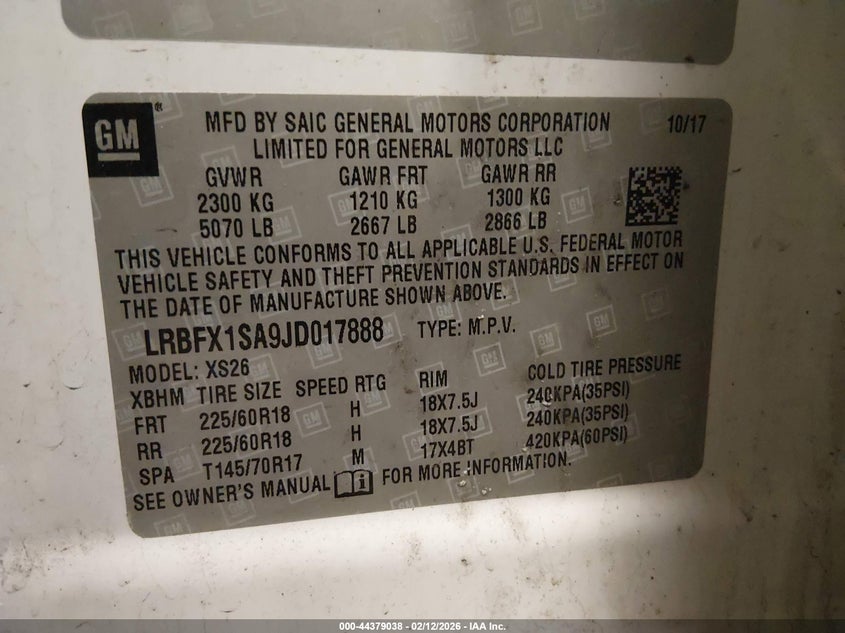 GM ®
MFD BY SAIC GENERAL MOTORS CORPORATION 10/17
LIMITED FOR GENERAL MOTORS LLC
GVWR GAWR FRT GAWR RR
2300 KG 1210 KG 1300 KG
5070 LB 2667 LB 2866 LB
THIS VEHICLE CONFORMS TO ALL APPLICABLE U.S. FEDERAL MOTOR
VEHICLE SAFETY AND THEFT PREVENTION STANDARDS IN EFFECT ON
THE DATE OF MANUFACTURE SHOWN ABOVE.
LRBFX1SA9JD017888 TYPE: M.P.V.
MODEL: XS26
XBHM TIRE SIZE SPEED RTG RIM COLD TIRE PRESSURE
FRT 225/60R18 H 18X7.5J 240KPA(35PSI)
RR 225/60R18 H 18X7.5J 240KPA(35PSI)
SPA T145/70R17 M 17X4BT 420KPA(60PSI)
SEE OWNER'S MANUAL FOR MORE INFORMATION.
000-44379038 - 02/12/2026 - IAA Inc.